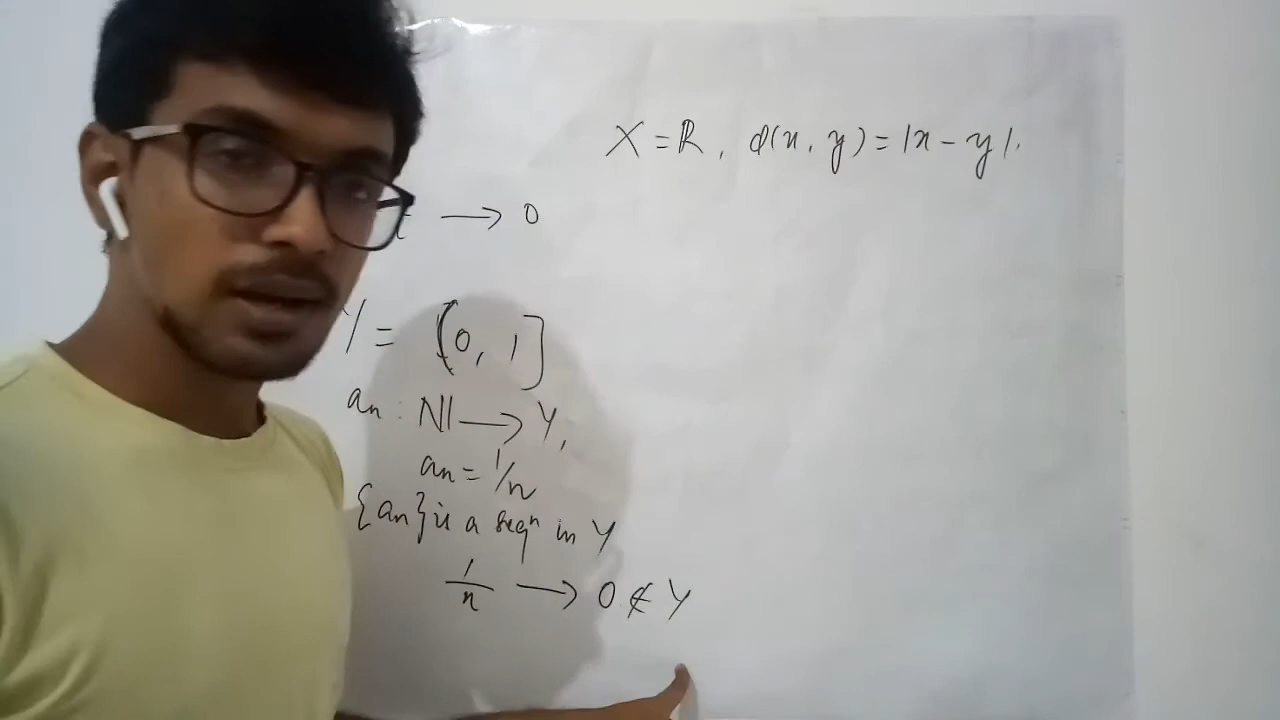 X = ℝ, d(x, y) = |x - y|.
→ 0
Y = (0, 1]
an : ℕ → Y,
an = 1/n
{an} is a seqⁿ in Y
1/n → 0 ∉ Y